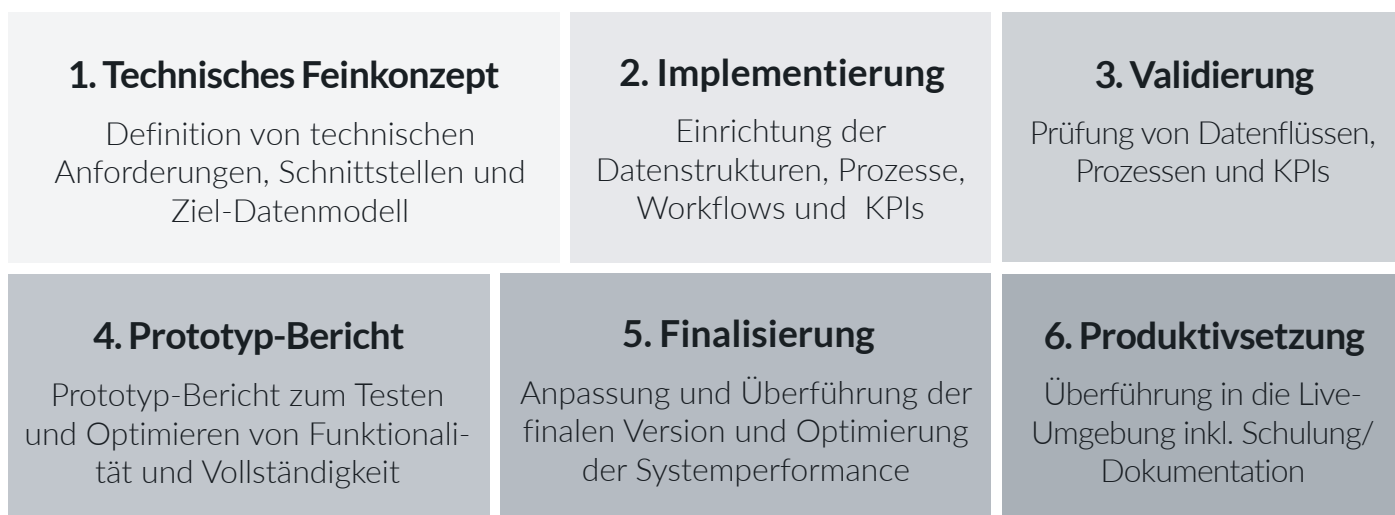 1. Technisches Feinkonzept
Definition von technischen
Anforderungen, Schnittstellen und
Ziel-Datenmodell
2. Implementierung
Einrichtung der
Datenstrukturen, Prozesse,
Workflows und  KPIs
3. Validierung
Prüfung von Datenflüssen,
Prozessen und KPIs
4. Prototyp-Bericht
Prototyp-Bericht zum Testen
und Optimieren von Funktionali-
tät und Vollständigkeit
5. Finalisierung
Anpassung und Überführung der
finalen Version und Optimierung
der Systemperformance
6. Produktivsetzung
Überführung in die Live-
Umgebung inkl. Schulung/
Dokumentation